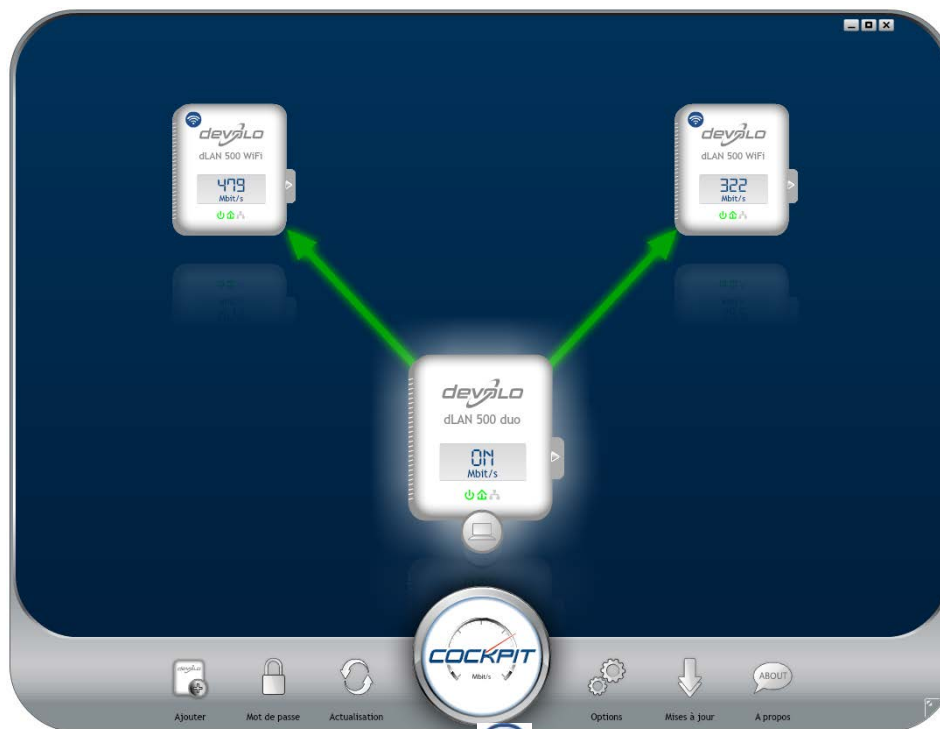 devolo
dLAN 500 WiFi
479
Mbit/s
devolo
dLAN 500 WiFi
322
Mbit/s
devolo
dLAN 500 duo
ON
Mbit/s
COCKPIT
Mbit/s
devolo
Ajouter
Mot de passe
Actualisation
Options
Mises à jour
ABOUT
A propos